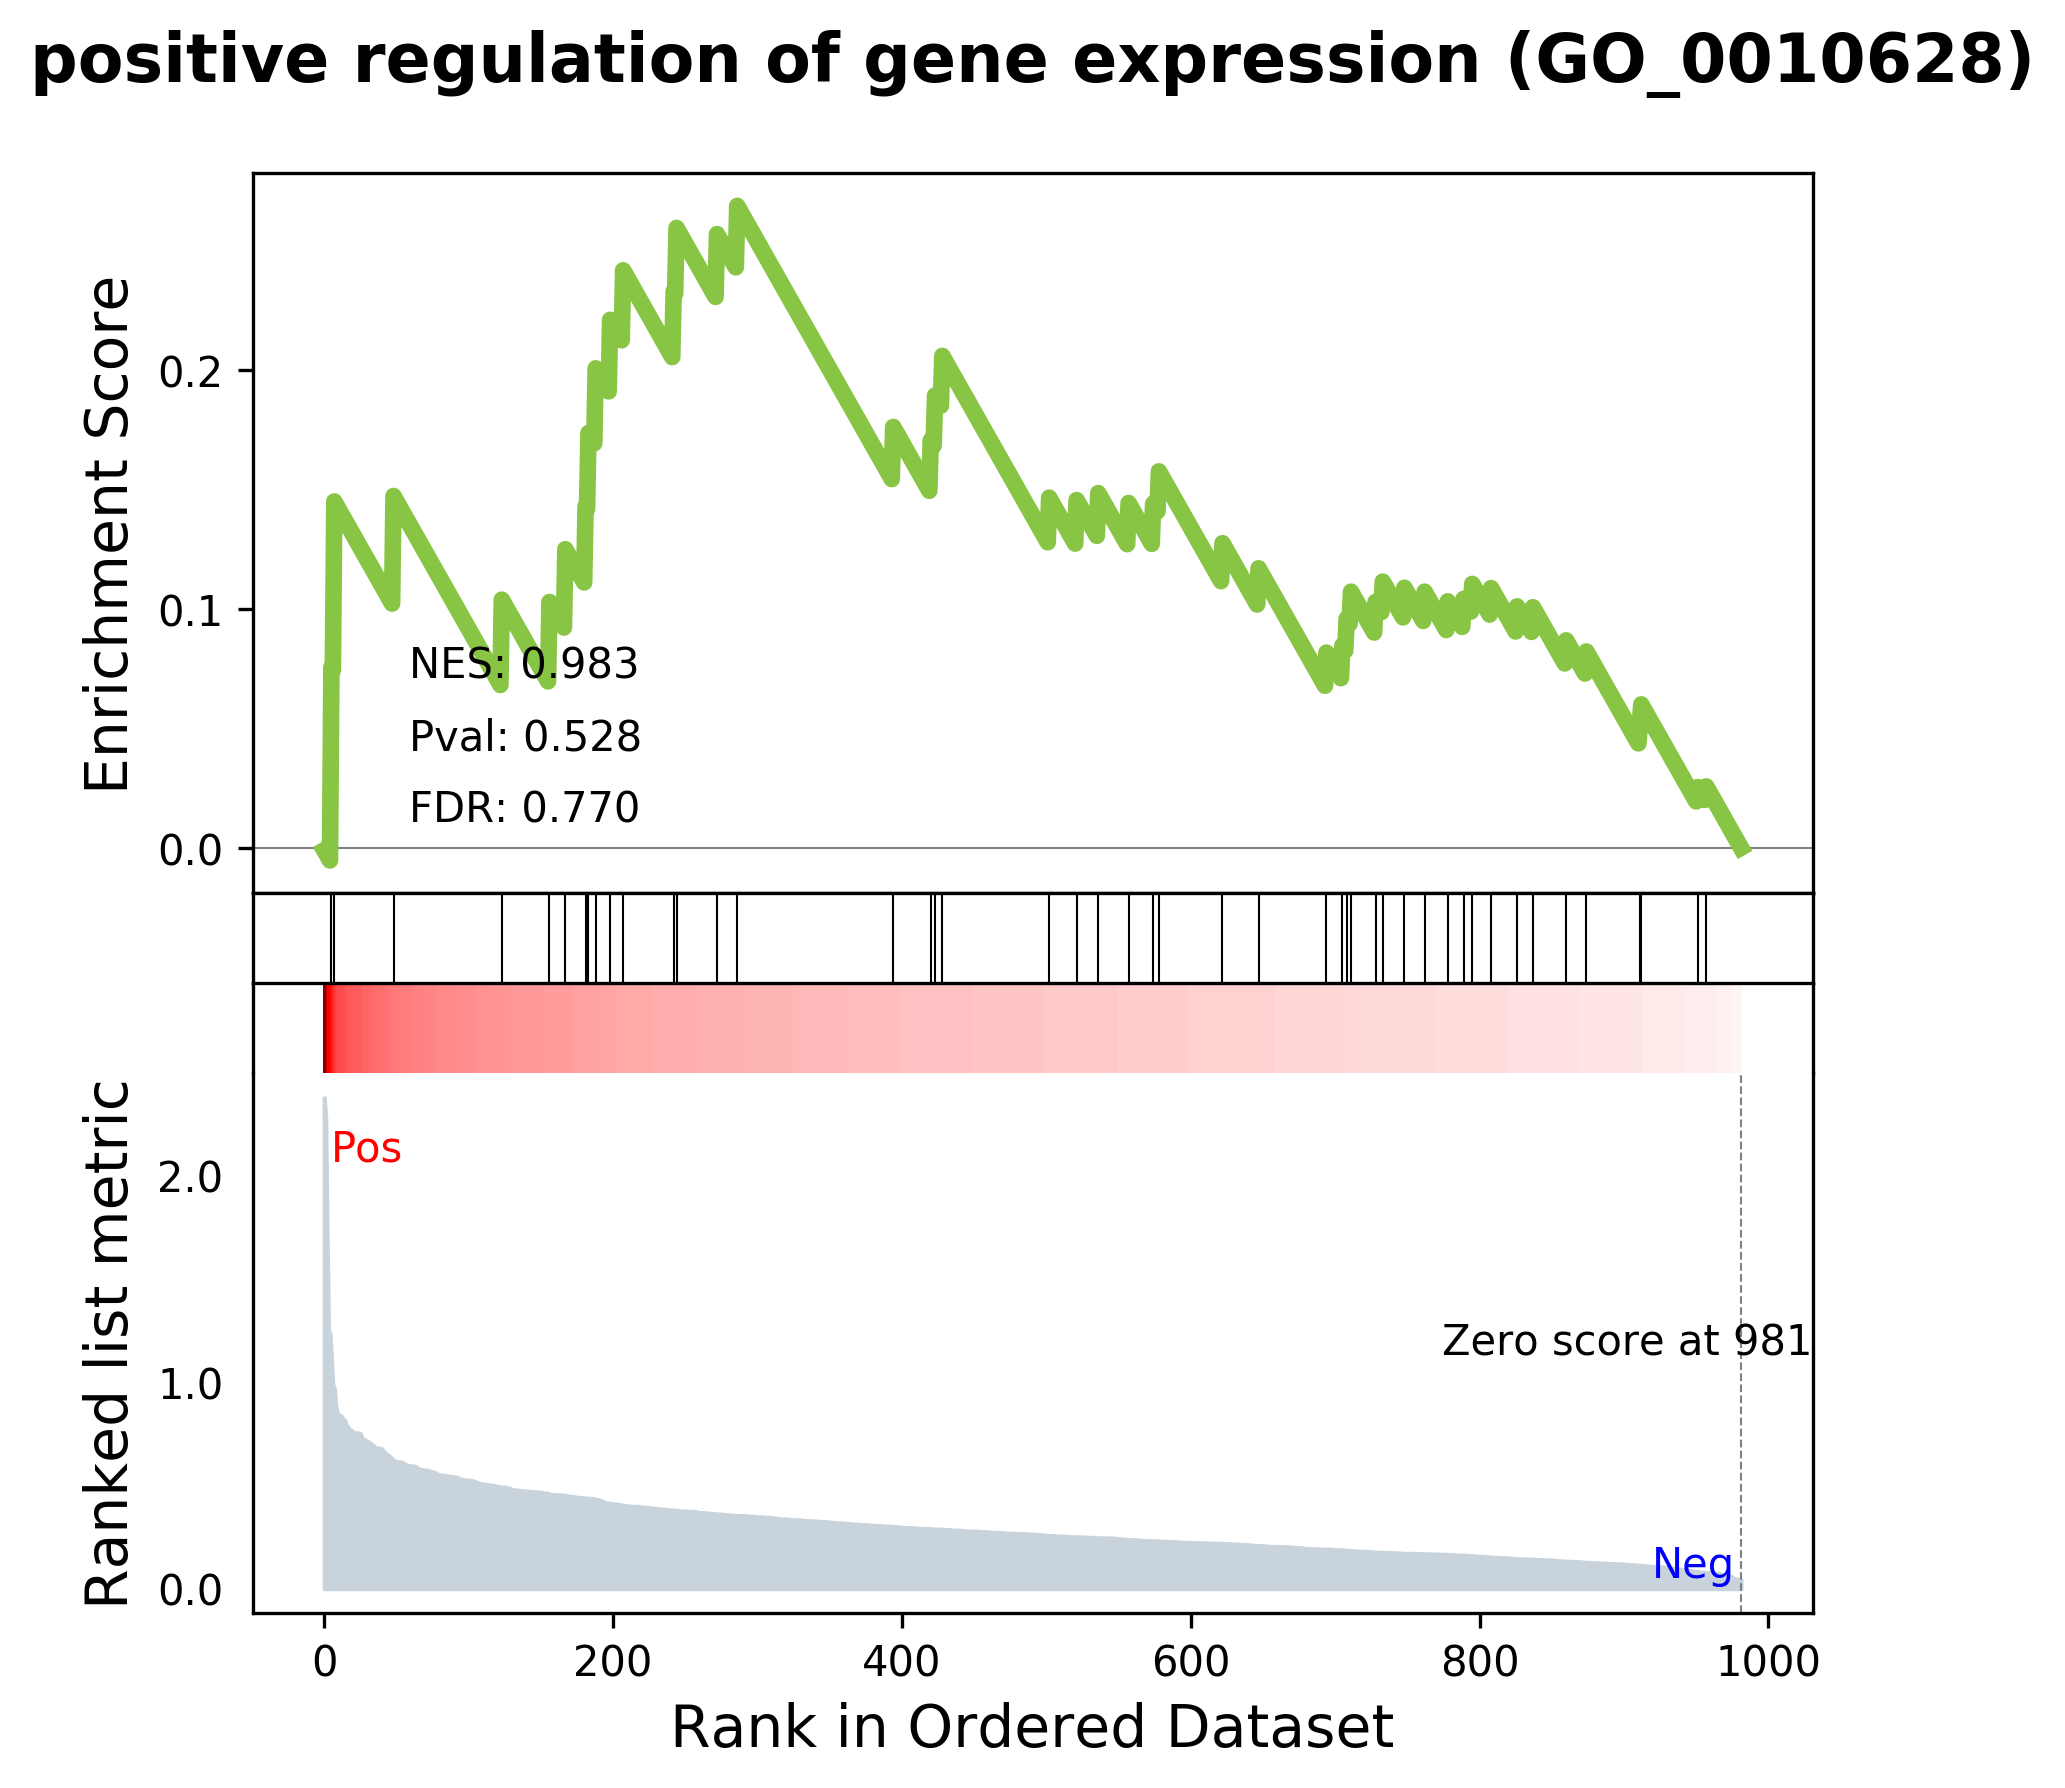 positive regulation of gene expression (GO_0010628)
Enrichment Score
0.2
0.1
0.0
NES: 0.983
Pval: 0.528
FDR: 0.770
Ranked list metric
2.0
1.0
0.0
Pos
Zero score at 981
Neg
0 200 400 600 800 1000
Rank in Ordered Dataset